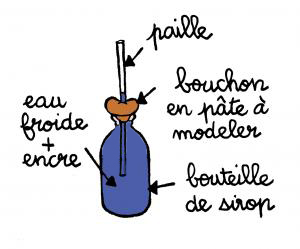 paille
bouchon
en pâte à
modeler
eau
froide
+
encre
bouteille
de sirop